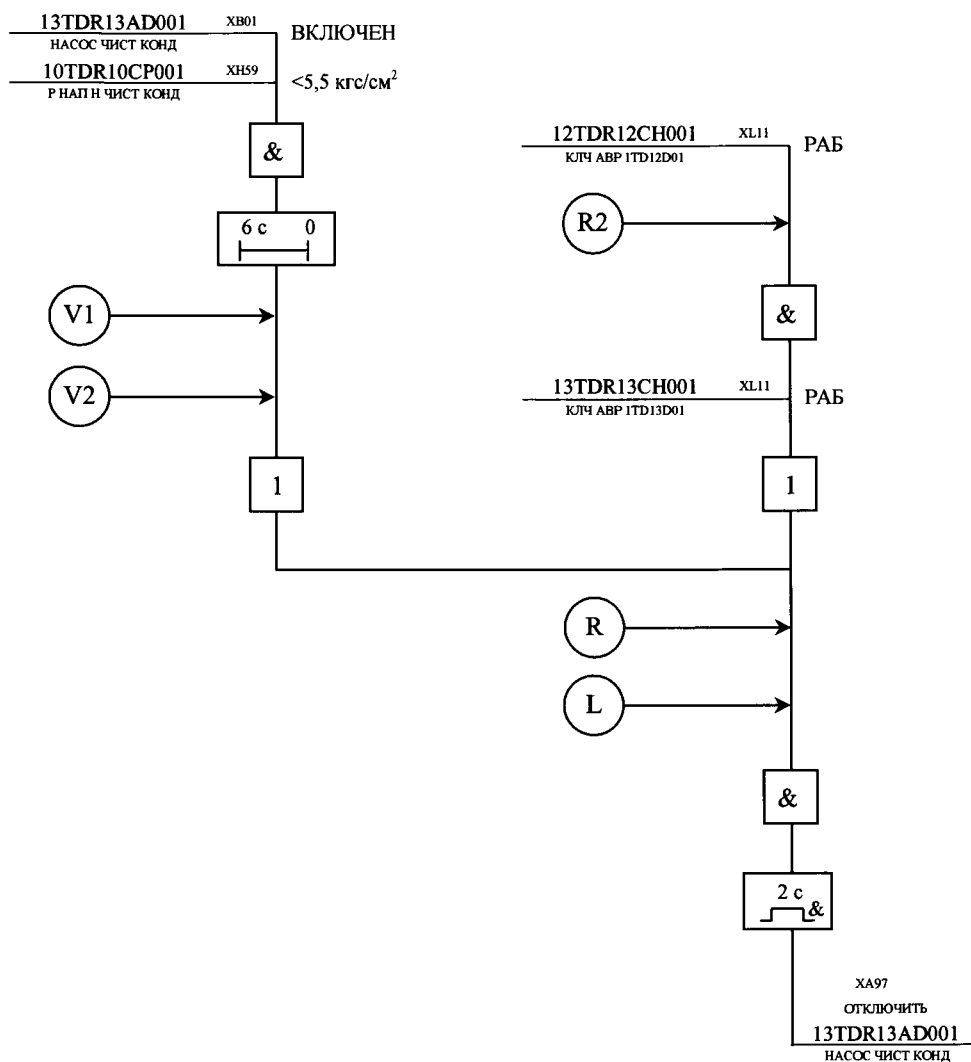 13TDR13AD001 XB01 ВКЛЮЧЕН
НАСОС ЧИСТ КОНД
10TDR10CP001 XH59 <5,5 кгс/см²
Р НАП Н ЧИСТ КОНД
&
6 с 0
V1
V2
1
12TDR12CH001 XL11 РАБ
КЛЧ АВР 1TD12D01
R2
&
13TDR13CH001 XL11 РАБ
КЛЧ АВР 1TD13D01
1
R
L
&
2 с
&
XA97
ОТКЛЮЧИТЬ
13TDR13AD001
НАСОС ЧИСТ КОНД